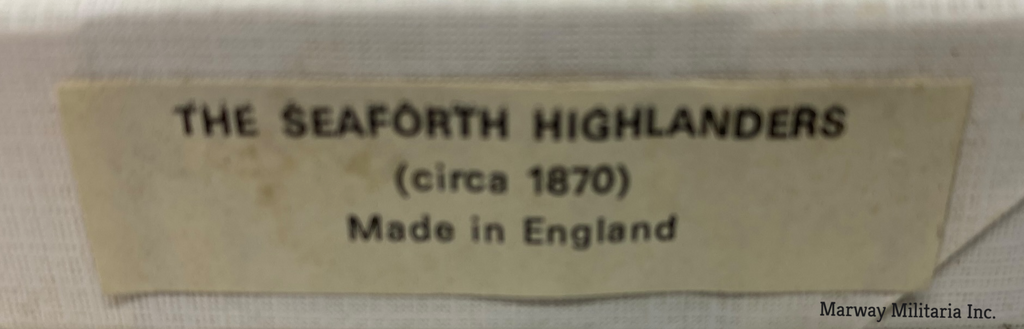 THE SEAFORTH HIGHLANDERS
(circa 1870)
Made in England
Marway Militaria Inc.